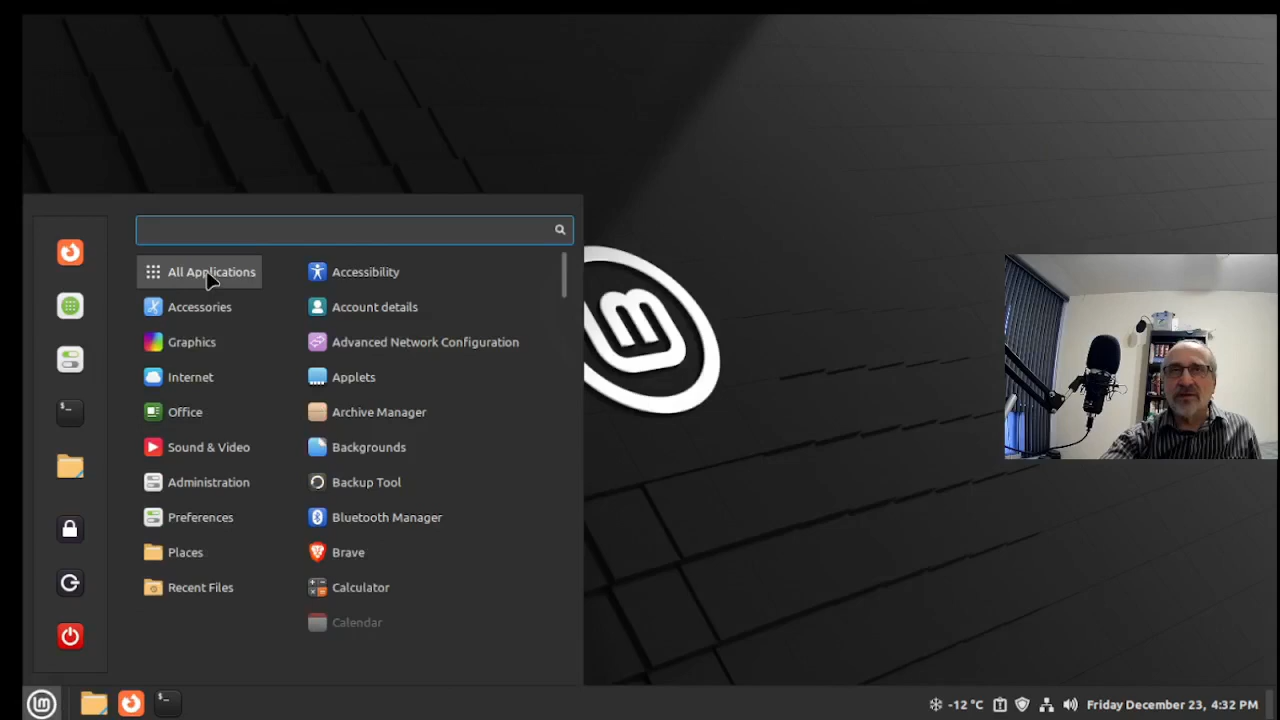 All Applications
Accessories
Graphics
Internet
Office
Sound & Video
Administration
Preferences
Places
Recent Files
Accessibility
Account details
Advanced Network Configuration
Applets
Archive Manager
Backgrounds
Backup Tool
Bluetooth Manager
Brave
Calculator
Calendar
-12 °C
Friday December 23, 4:32 PM